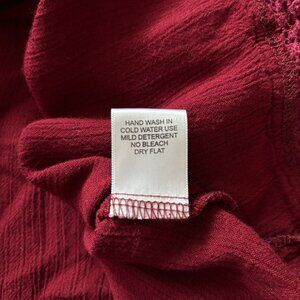 HAND WASH IN
COLD WATER USE
MILD DETERGENT
NO BLEACH
DRY FLAT